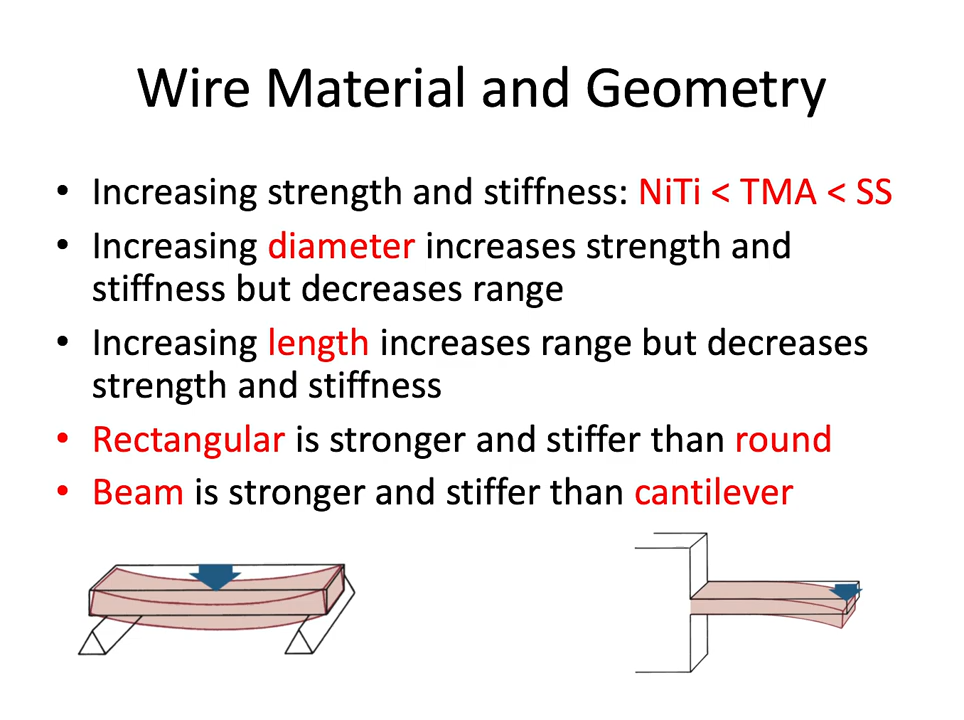 Wire Material and Geometry
• Increasing strength and stiffness: NiTi < TMA < SS
• Increasing diameter increases strength and
stiffness but decreases range
• Increasing length increases range but decreases
strength and stiffness
• Rectangular is stronger and stiffer than round
• Beam is stronger and stiffer than cantilever